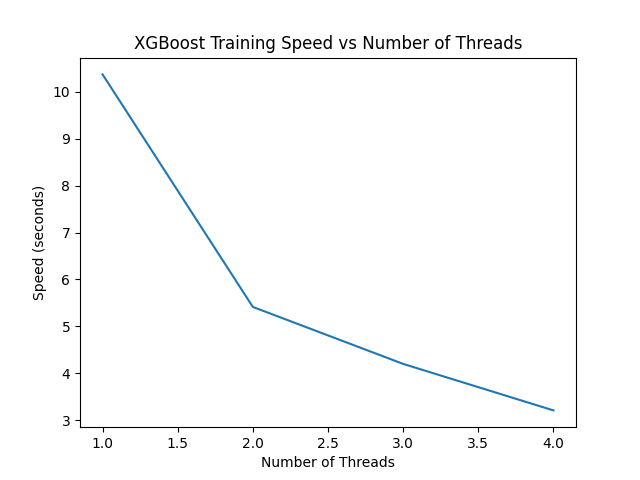 XGBoost Training Speed vs Number of Threads
10
9
8
7
6
5
4
3
Speed (seconds)
1.0 1.5 2.0 2.5 3.0 3.5 4.0
Number of Threads